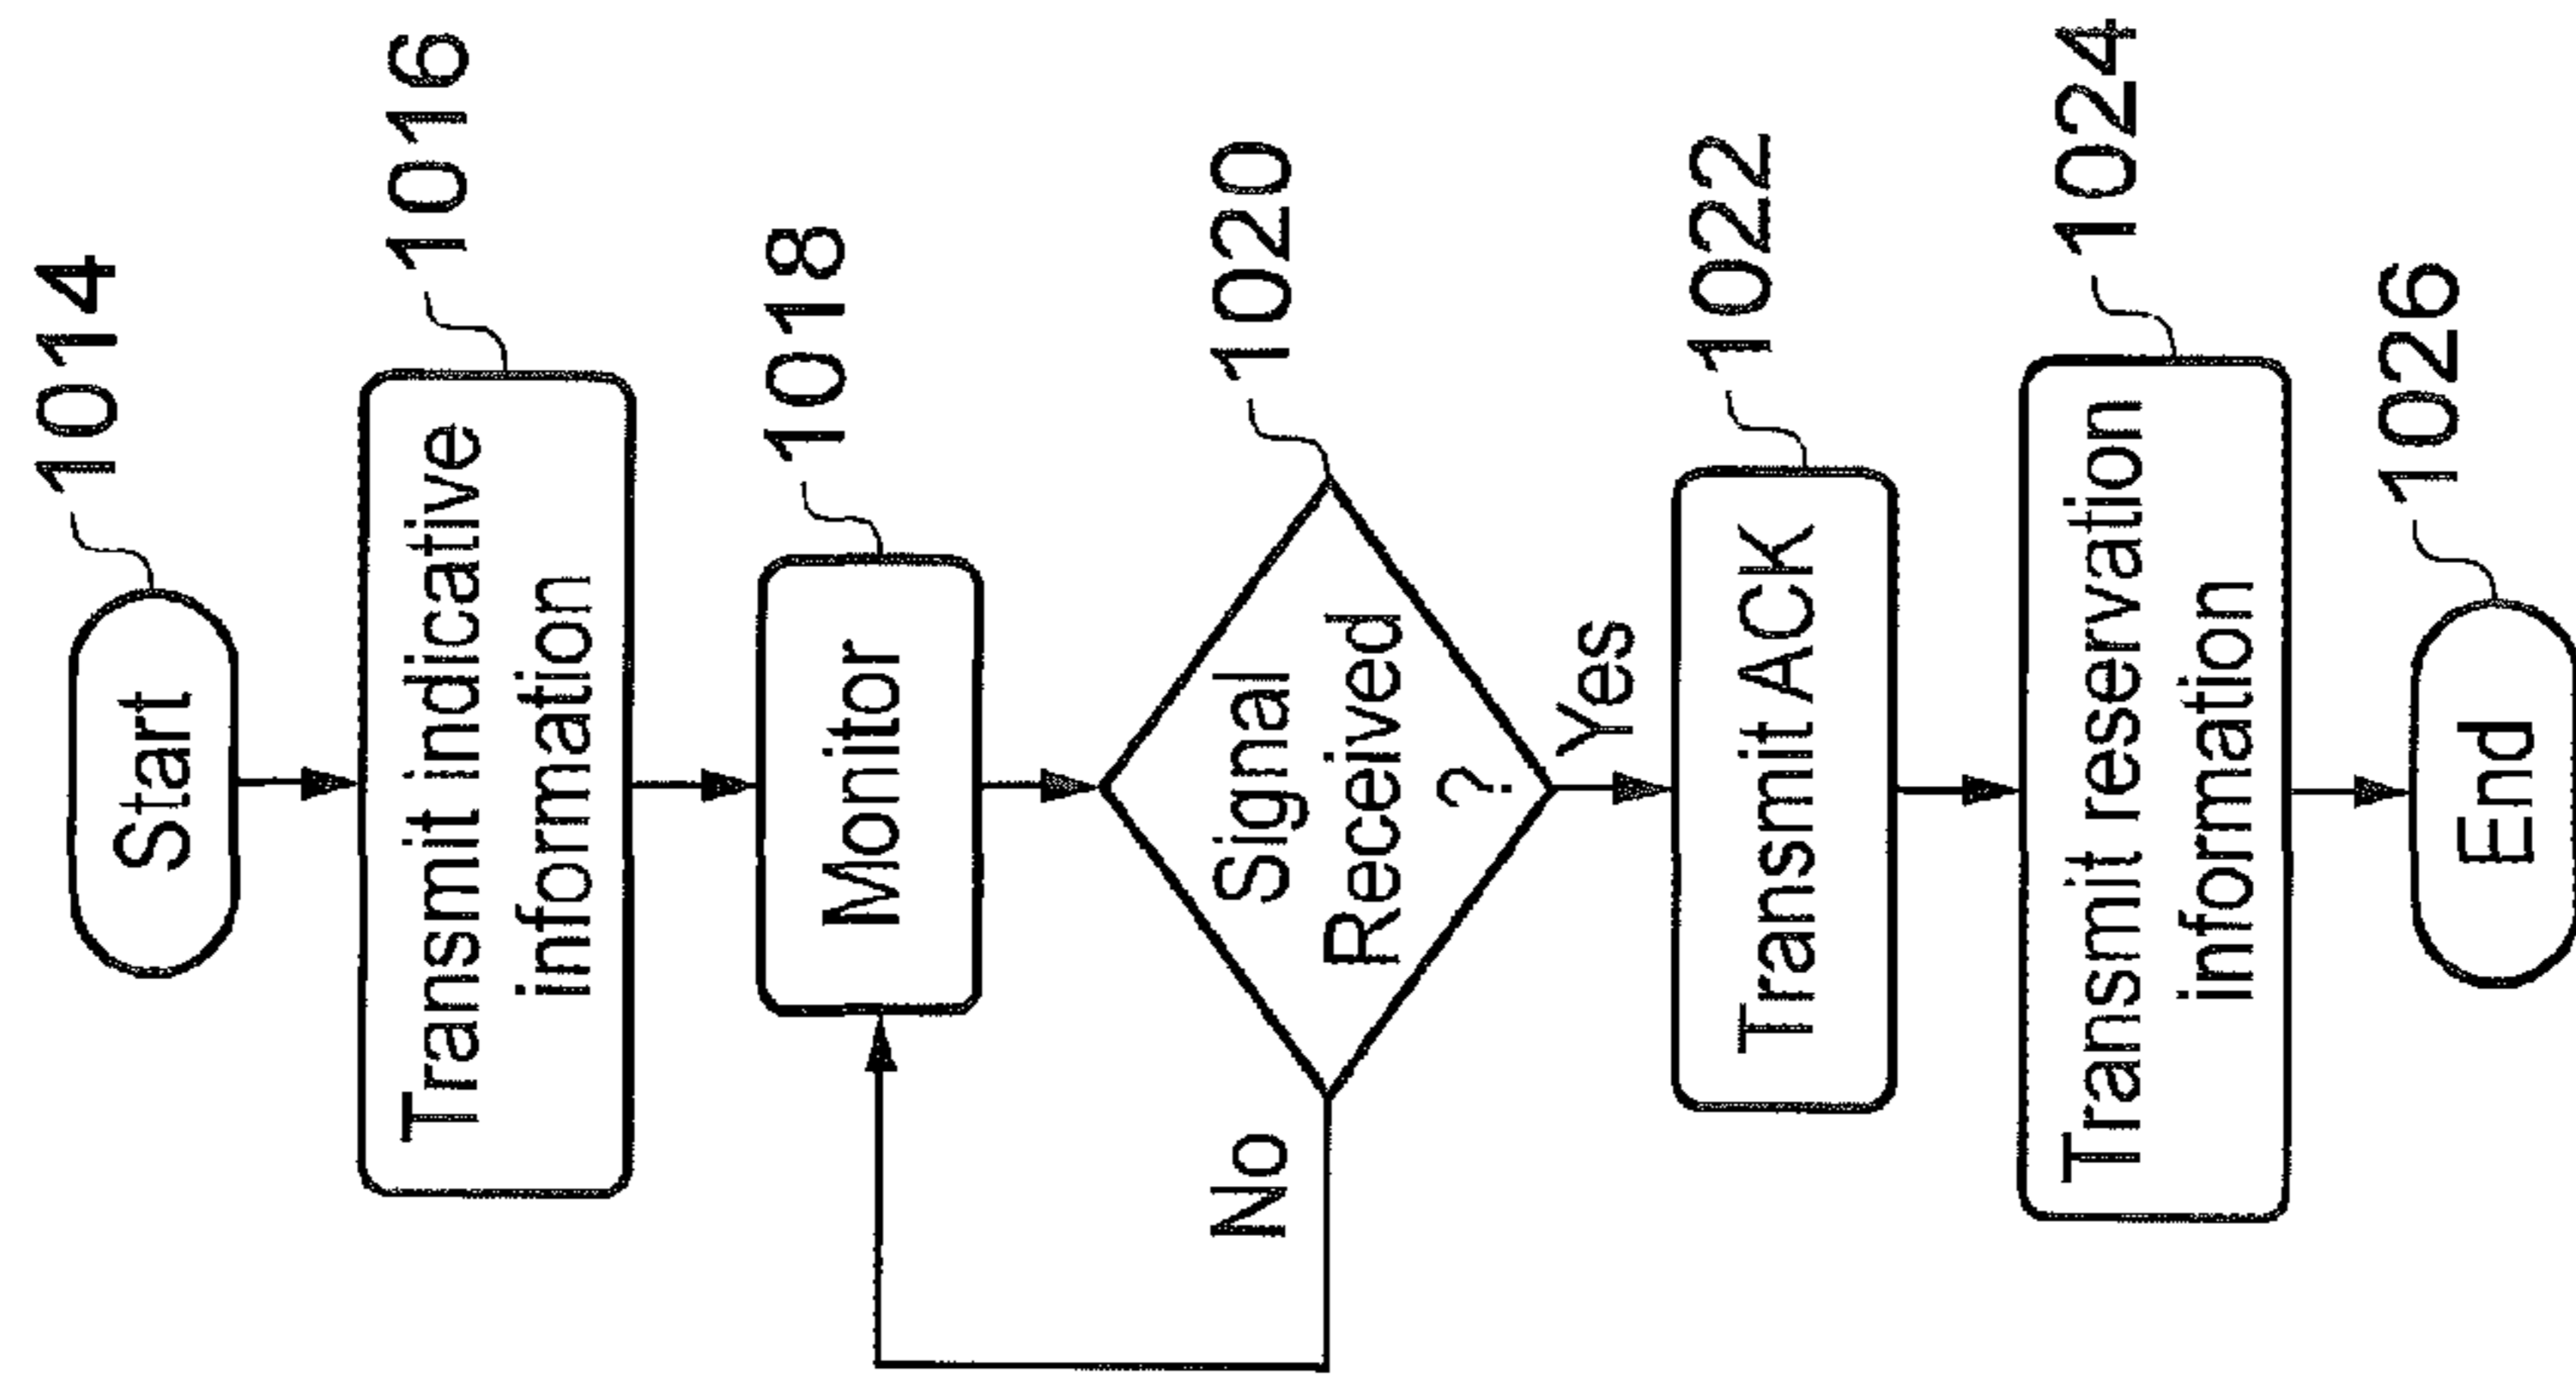 Start
1014
Transmit indicative
information
1016
Monitor
1018
Signal
Received
?
1020
No
Yes
Transmit ACK
1022
Transmit reservation
information
1024
End
1026